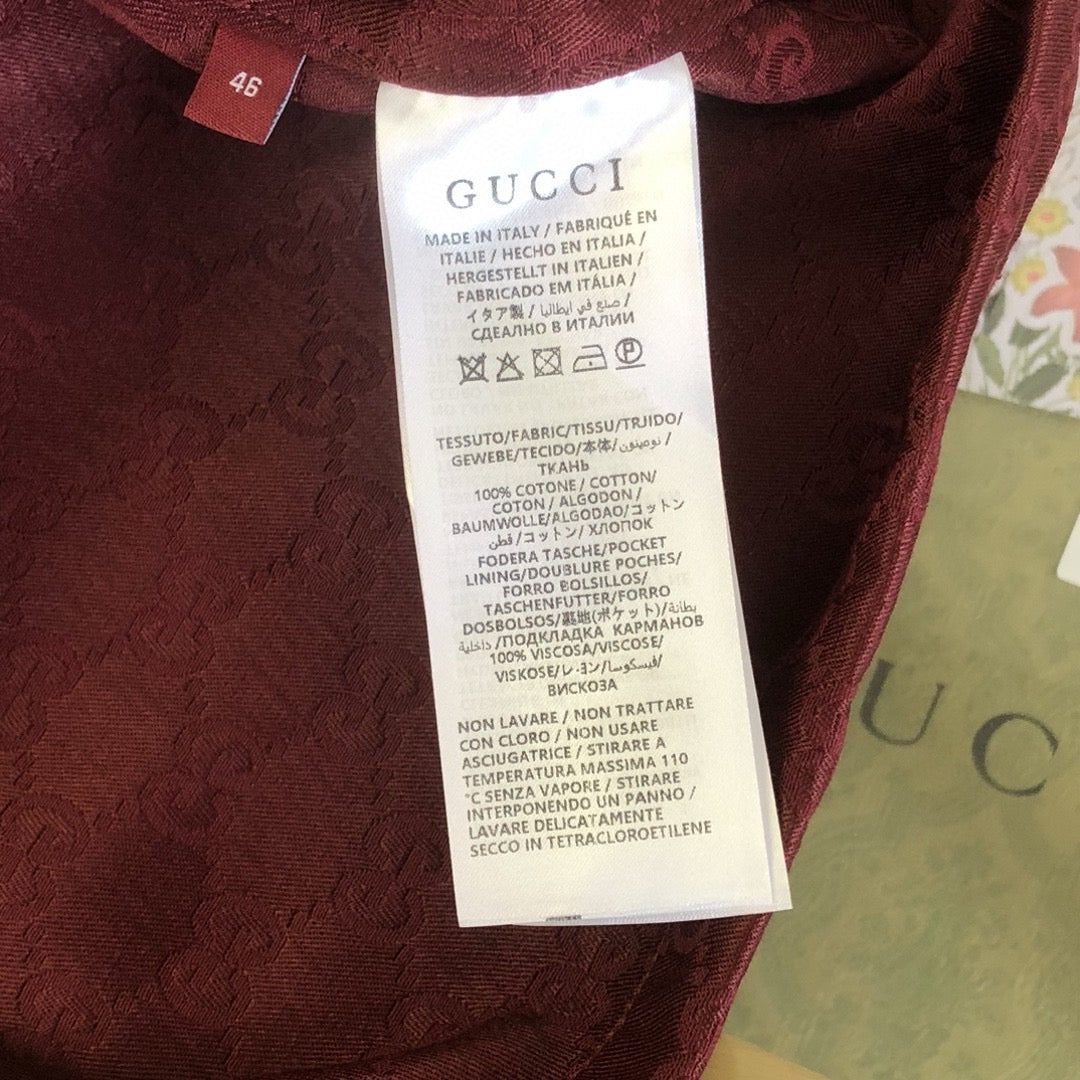 46
GUCCI
MADE IN ITALY / FABRIQUÉ EN
ITALIE / HECHO EN ITALIA /
HERGESTELLT IN ITALIEN /
FABRICADO EM ITÁLIA /
イタア製 / صنع في ايطاليا /
СДЕАЛНО В ИТАЛИИ
TESSUTO/FABRIC/TISSU/TRJIDO/
GEWEBE/TECIDO/本体/ /
ТКАНЬ
100% COTONE / COTTON/
COTON / ALGODON /
BAUMWOLLE/ALGODAO/コットン
قطن/コットン/ ХЛОПОК
FODERA TASCHE/POCKET
LINING/DOUBLURE POCHES/
FORRO BOLSILLOS/
TASCHENFUTTER/FORRO
DOSBOLSOS/裏地(ポケット)/بطانة
داخلية /ПОДКЛАДКА КАРМАНОВ
100% VISCOSA/VISCOSE/
VISKOSE/レ·ヨン/فيسكوسا/
ВИСКОЗА
NON LAVARE / NON TRATTARE
CON CLORO / NON USARE
ASCIUGATRICE / STIRARE A
TEMPERATURA MASSIMA 110
°C SENZA VAPORE / STIRARE
INTERPONENDO UN PANNO /
LAVARE DELICATAMENTE
SECCO IN TETRACLOROETILENE
UC